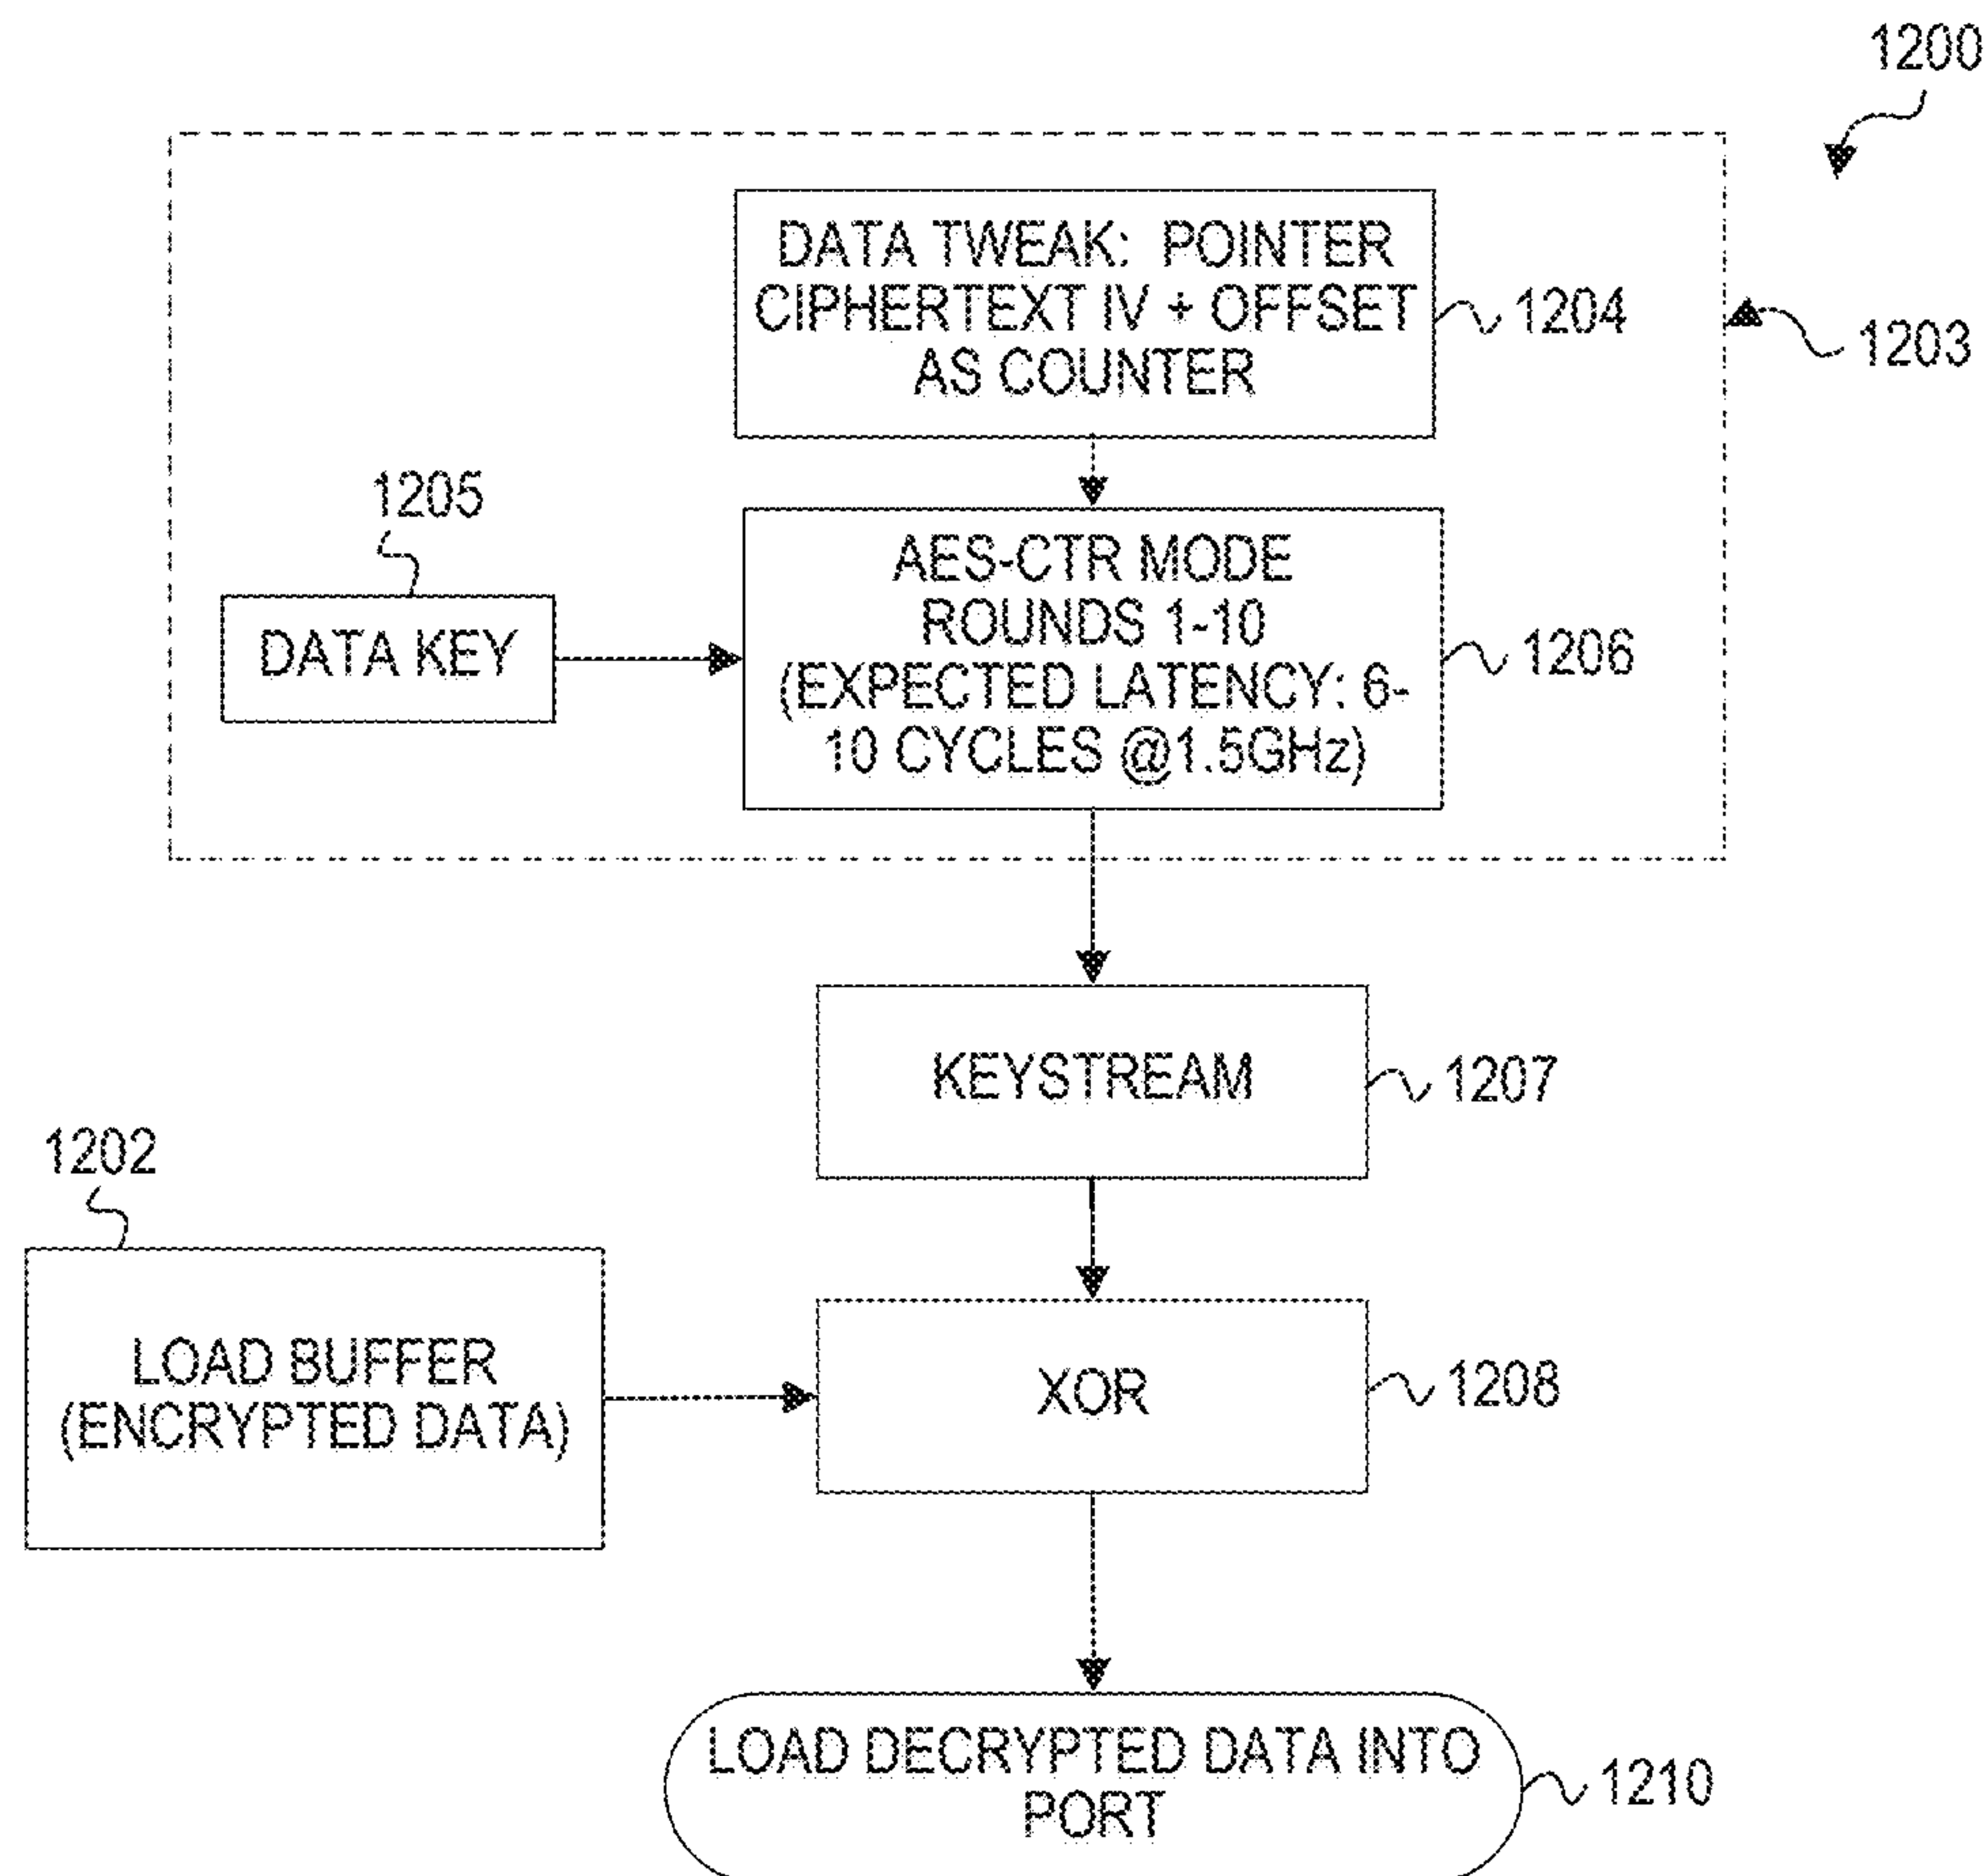 1200
DATA TWEAK: POINTER
CIPHERTEXT IV + OFFSET
AS COUNTER
1204
1203
1205
DATA KEY
AES-CTR MODE
ROUNDS 1-10
(EXPECTED LATENCY: 6-
10 CYCLES @1.5GHz)
1206
KEYSTREAM
1207
1202
LOAD BUFFER
(ENCRYPTED DATA)
XOR
1208
LOAD DECRYPTED DATA INTO
PORT
1210